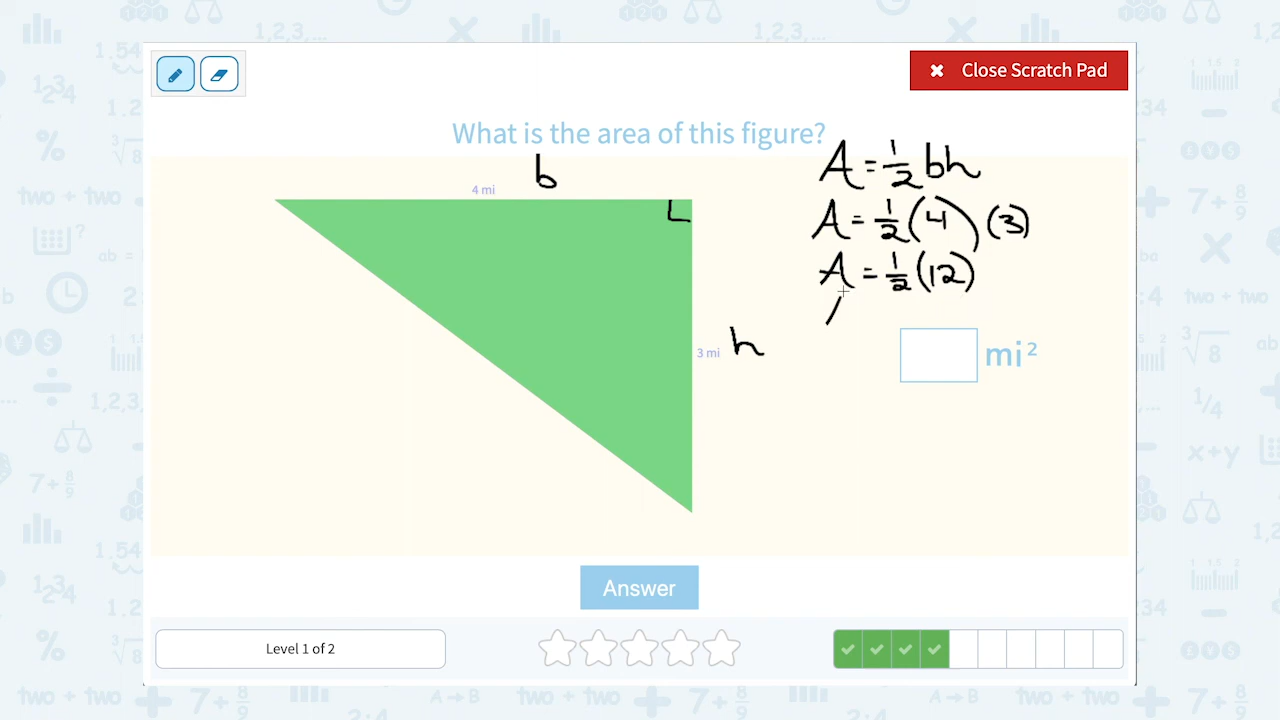 Close Scratch Pad
What is the area of this figure?
b
4 mi
3 mi
h
A = 1/2 bh
A = 1/2 (4) (3)
A = 1/2 (12)
mi²
Answer
Level 1 of 2